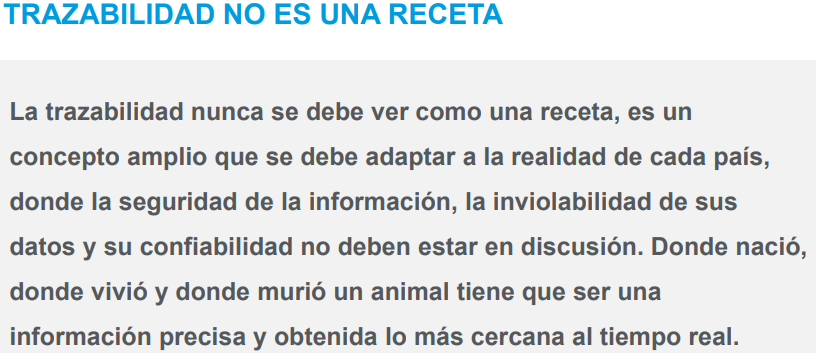 TRAZABILIDAD NO ES UNA RECETA
La trazabilidad nunca se debe ver como una receta, es un
concepto amplio que se debe adaptar a la realidad de cada país,
donde la seguridad de la información, la inviolabilidad de sus
datos y su confiabilidad no deben estar en discusión. Donde nació,
donde vivió y donde murió un animal tiene que ser una
información precisa y obtenida lo más cercana al tiempo real.